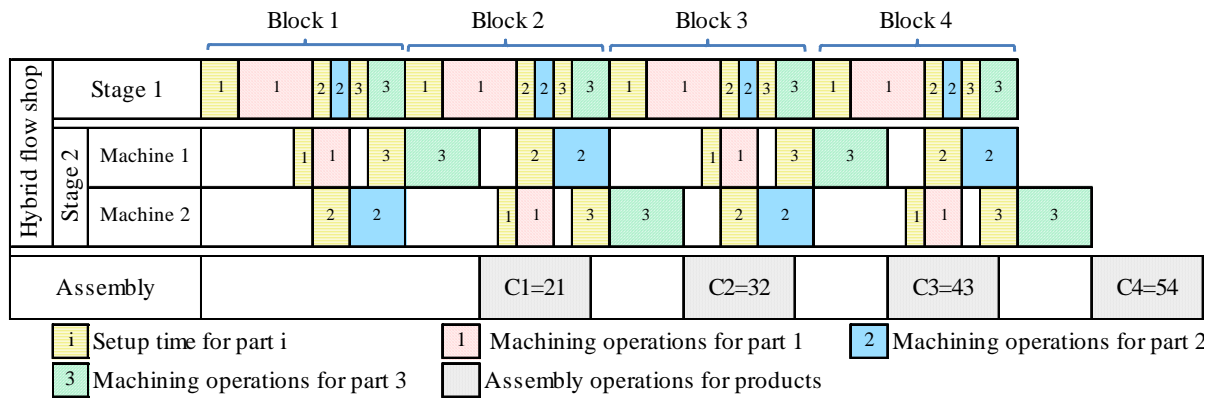 Block 1 Block 2 Block 3 Block 4
Hybrid flow shop
Stage 1
1 1 2 2 3 3 1 1 2 2 3 3 1 1 2 2 3 3 1 1 2 2 3 3
Stage 2
Machine 1
1 1 3 3 2 2 1 1 3 3 2 2
Machine 2
2 2 1 1 3 3 2 2 1 1 3 3
Assembly
C1=21 C2=32 C3=43 C4=54
i Setup time for part i 1 Machining operations for part 1 2 Machining operations for part 2
3 Machining operations for part 3 Assembly operations for products